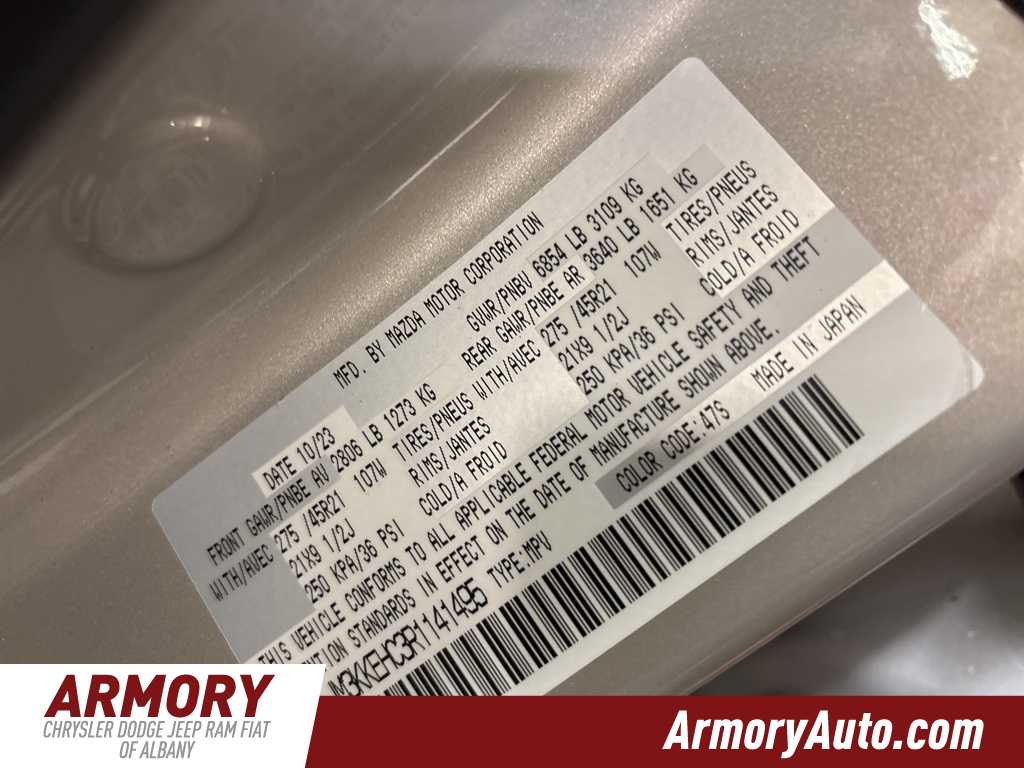 MFD. BY MAZDA MOTOR CORPORATION
DATE 10/23 GVWR/PNBV 6854 LB 3109 KG
FRONT GAWR/PNBE AV 2806 LB 1273 KG REAR GAWR/PNBE AR 3640 LB 1651 KG
WITH/AVEC 275 /45R21 107W TIRES/PNEUS WITH/AVEC 275 /45R21 107W TIRES/PNEUS
21X9 1/2J RIMS/JANTES 21X9 1/2J RIMS/JANTES
250 KPA/36 PSI COLD/A FROID 250 KPA/36 PSI COLD/A FROID
THIS VEHICLE CONFORMS TO ALL APPLICABLE FEDERAL MOTOR VEHICLE SAFETY AND THEFT
STANDARDS IN EFFECT ON THE DATE OF MANUFACTURE SHOWN ABOVE.
M3KKEHC3R1141495 TYPE:MPV COLOR CODE:47S MADE IN JAPAN
ARMORY
CHRYSLER DODGE JEEP RAM FIAT
OF ALBANY
ArmoryAuto.com